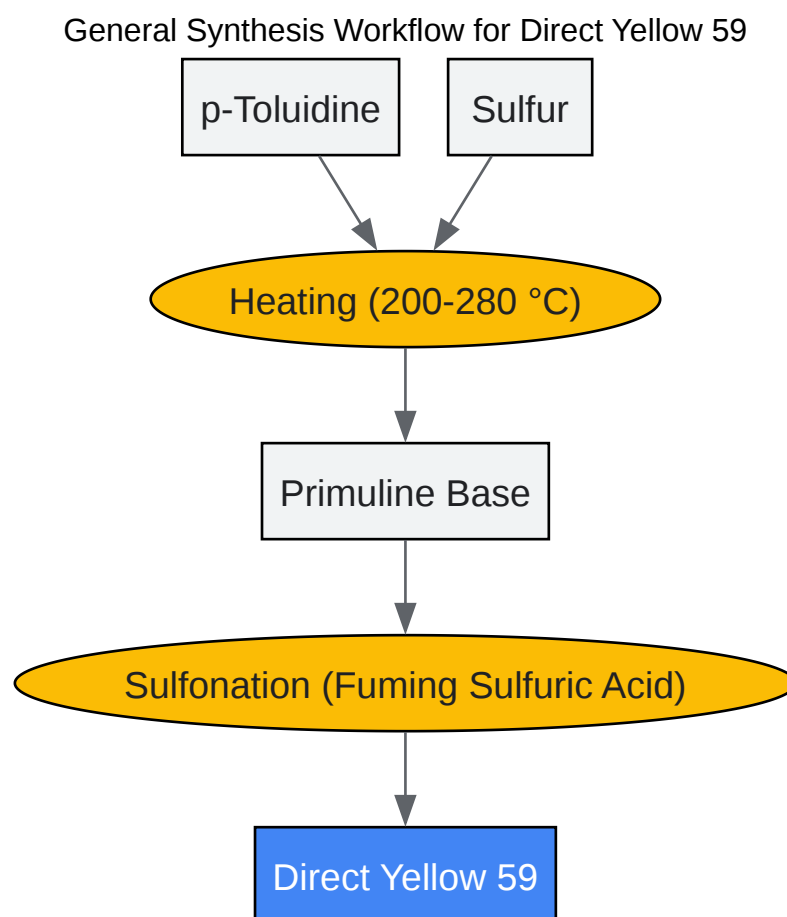 General Synthesis Workflow for Direct Yellow 59
p-Toluidine
Sulfur
Heating (200-280 °C)
Primuline Base
Sulfonation (Fuming Sulfuric Acid)
Direct Yellow 59